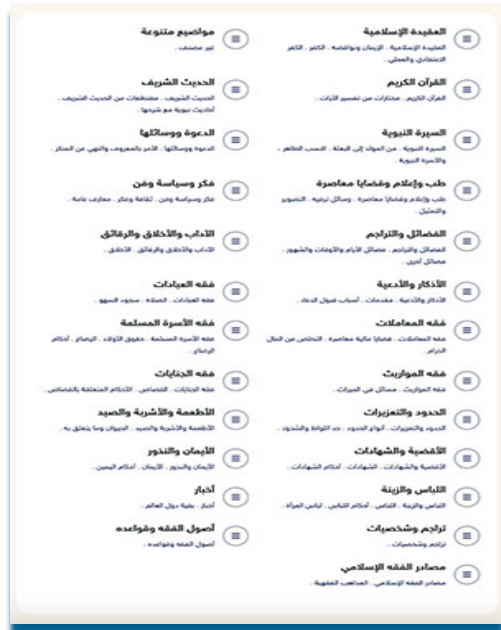 العقيدة الإسلامية
العقيدة الإسلامية . الإيمان ونواقضه . الكفر . الكفر
الاعتقادي والعملي .
مواضيع متنوعة
غير مصنف .
القرآن الكريم
القرآن الكريم . مختارات من تفسير الآيات .
الحديث الشريف
الحديث الشريف . مقتطفات من الحديث الشريف .
أحاديث نبوية مع شرحها .
السيرة النبوية
السيرة النبوية . من المولد إلى البعثة . النسب الطاهر .
والأسرة النبوية .
الدعوة ووسائلها
الدعوة ووسائلها . الأمر بالمعروف والنهي عن المنكر .
طب وإعلام وقضايا معاصرة
طب وإعلام وقضايا معاصرة . وسائل ترفيه . التصوير
والتمثيل .
فكر وسياسة وفن
فكر وسياسة وفن . ثقافة وفكر . معارف عامة .
الفضائل والتراجم
الفضائل والتراجم . فضائل الأيام والأوقات والشهور .
فضائل أخرى .
الآداب والأخلاق والرقائق
الآداب والأخلاق والرقائق . الأخلاق .
الأذكار والأدعية
الأذكار والأدعية . مقدمات . أسباب قبول الدعاء .
فقه العبادات
فقه العبادات . الصلاة . سجود السهو .
فقه المعاملات
فقه المعاملات . قضايا مالية معاصرة . التخلص من المال
الحرام .
فقه الأسرة المسلمة
فقه الأسرة المسلمة . حقوق الأولاد . الرضاع . أحكام
الرضاع .
فقه المواريث
فقه المواريث . مسائل في الميراث .
فقه الجنايات
فقه الجنايات . القصاص . الأحكام المتعلقة بالقصاص .
الحدود والتعزيرات
الحدود والتعزيرات . أنواع الحدود . حد اللواط والشذوذ .
الأطعمة والأشربة والصيد
الأطعمة والأشربة والصيد . الحيوان وما يتعلق به .
الأقضية والشهادات
الأقضية والشهادات . الشهادات . أحكام الشهادات .
الأيمان والنذور
الأيمان والنذور . الأيمان . أحكام اليمين .
اللباس والزينة
اللباس والزينة . اللباس . أحكام اللباس . لباس المرأة .
أخبار
أخبار . بقية دول العالم .
تراجم وشخصيات
تراجم وشخصيات .
أصول الفقه وقواعده
أصول الفقه وقواعده .
مصادر الفقه الإسلامي
مصادر الفقه الإسلامي . المذاهب الفقهية .